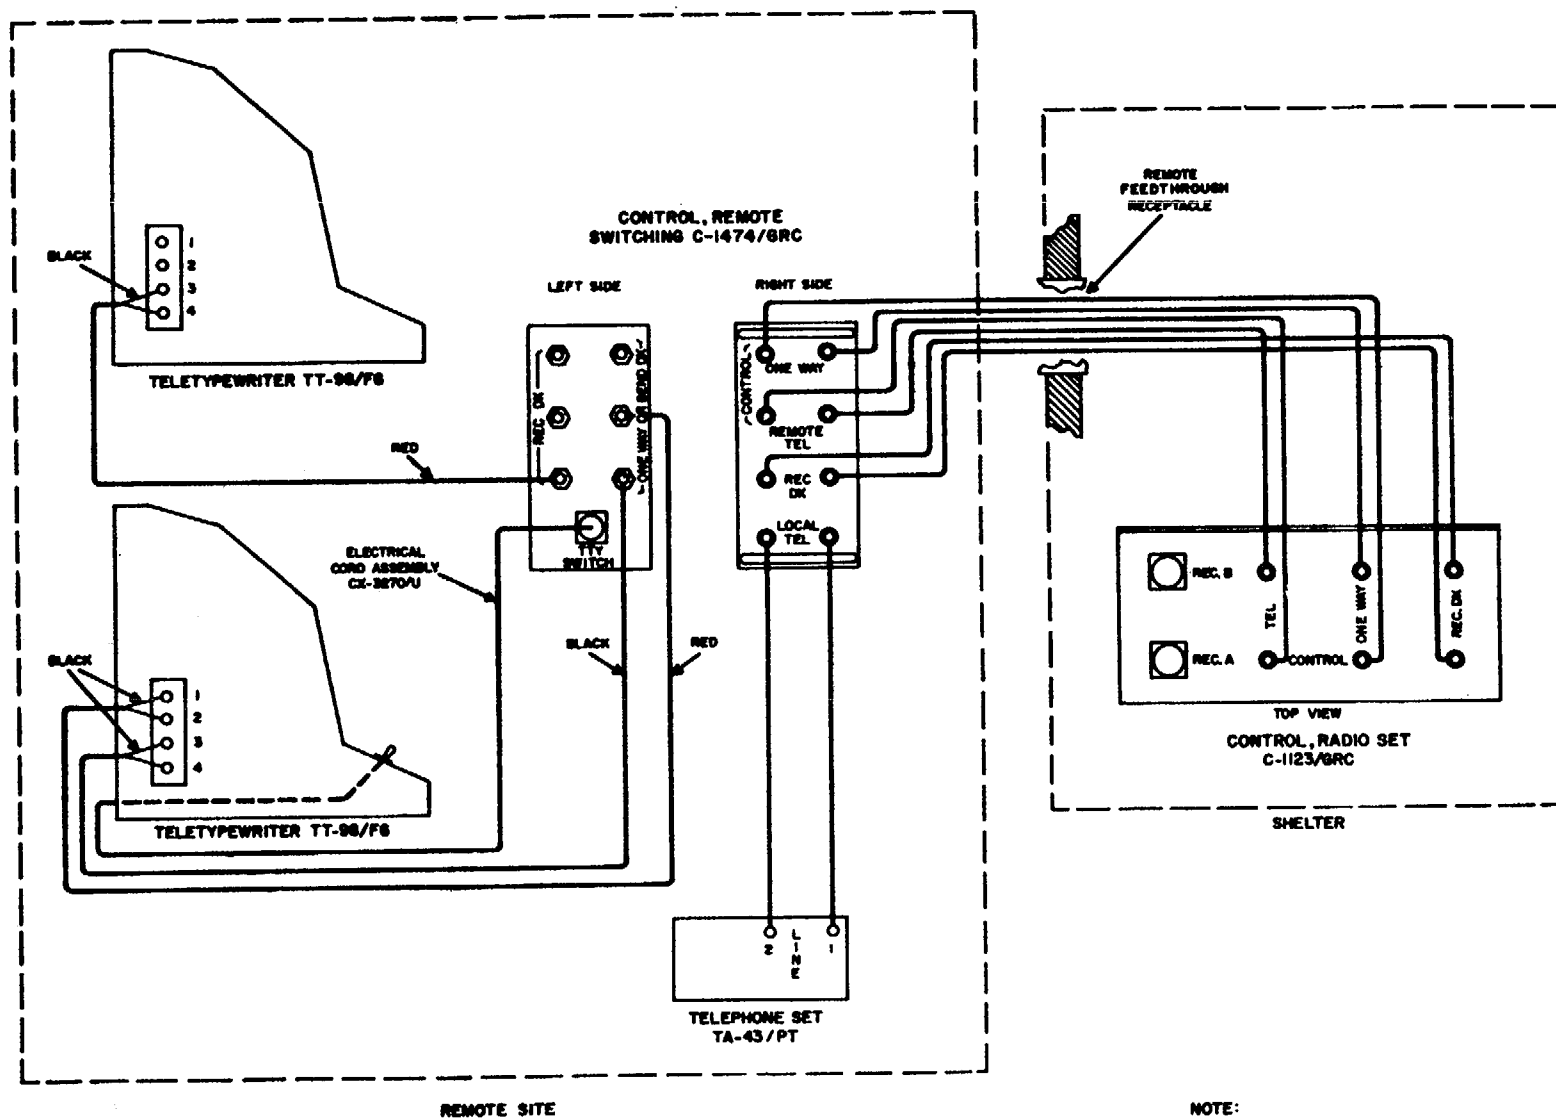 REMOTE
FEEDTHROUGH
RECEPTACLE
CONTROL, REMOTE
SWITCHING C-1474/GRC
LEFT SIDE
RIGHT SIDE
BLACK
1
2
3
4
TELETYPEWRITER TT-98/FG
RED
REC DX
ONE WAY OR SEND DX
TTY
SWITCH
CONTROL
ONE WAY
REMOTE
TEL
REC
DX
LOCAL
TEL
ELECTRICAL
CORD ASSEMBLY
CX-3270/U
BLACK
RED
BLACK
1
2
3
4
TELETYPEWRITER TT-98/FG
REC. B
REC. A
TEL
CONTROL
ONE WAY
REC. DX
TOP VIEW
CONTROL, RADIO SET
C-1123/GRC
SHELTER
2
LINE
1
TELEPHONE SET
TA-43/PT
REMOTE SITE
NOTE: